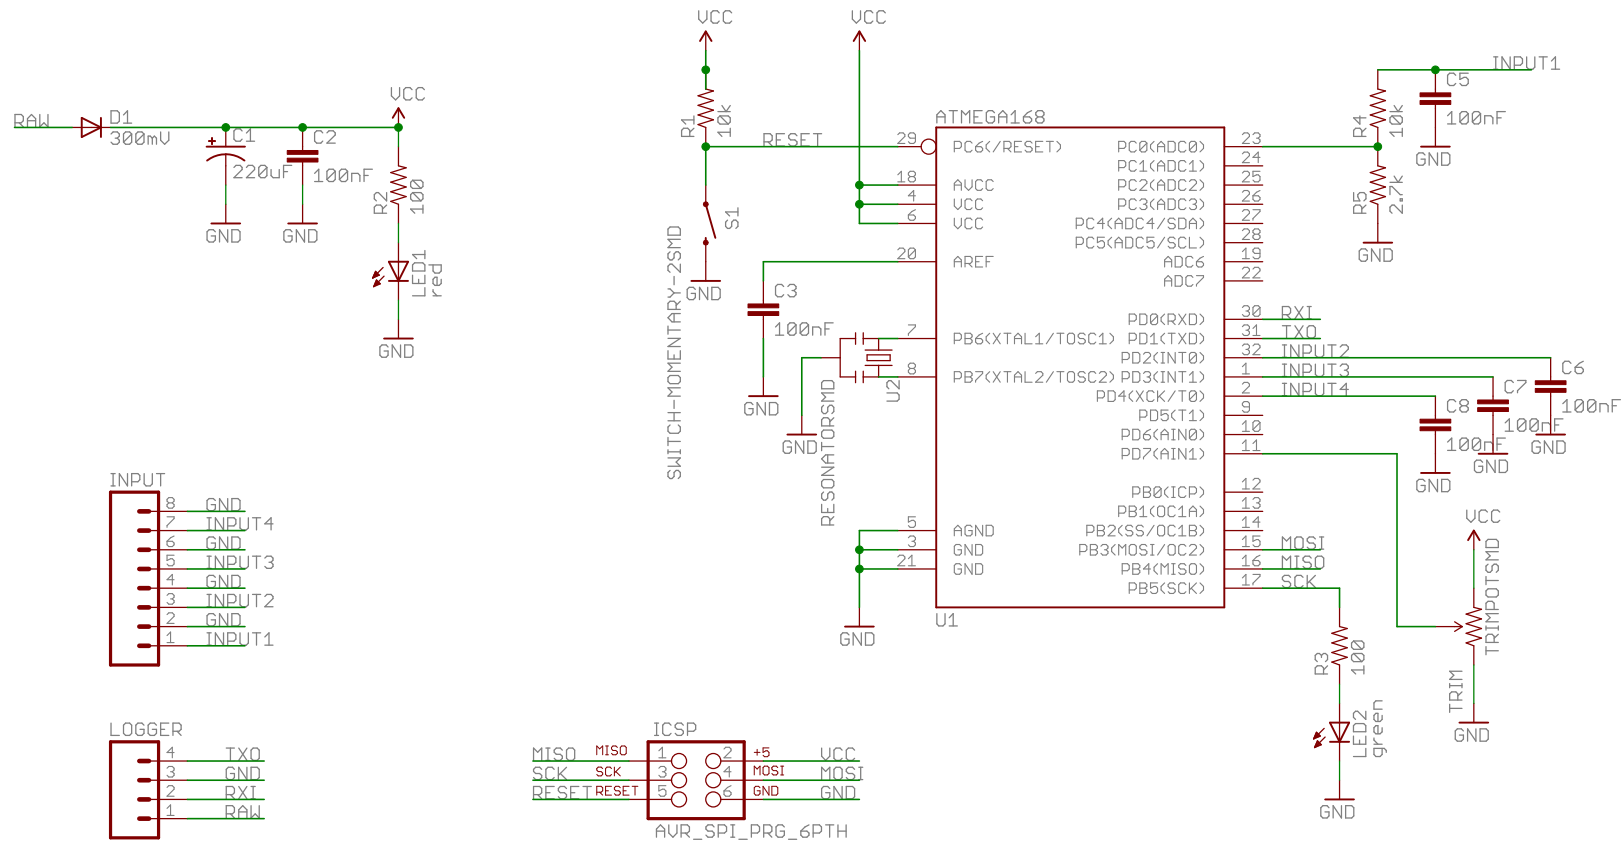 RAW
D1
300mV
C1
220uF
GND
C2
100nF
GND
VCC
R2
100
LED1
red
GND
VCC
R1
10k
RESET
S1
SWITCH-MOMENTARY-2SMD
GND
VCC
C3
100nF
GND
U2
RESONATORSMD
GND
GND
ATMEGA168
29 PC6(/RESET)
18 AVCC
4 VCC
6 VCC
20 AREF
7 PB6(XTAL1/TOSC1)
8 PB7(XTAL2/TOSC2)
5 AGND
3 GND
21 GND
PC0(ADC0) 23
PC1(ADC1) 24
PC2(ADC2) 25
PC3(ADC3) 26
PC4(ADC4/SDA) 27
PC5(ADC5/SCL) 28
ADC6 19
ADC7 22
PD0(RXD) 30 RXI
PD1(TXD) 31 TXO
PD2(INT0) 32 INPUT2
PD3(INT1) 1 INPUT3
PD4(XCK/T0) 2 INPUT4
PD5(T1) 9
PD6(AIN0) 10
PD7(AIN1) 11
PB0(ICP) 12
PB1(OC1A) 13
PB2(SS/OC1B) 14
PB3(MOSI/OC2) 15 MOSI
PB4(MISO) 16 MISO
PB5(SCK) 17 SCK
U1
INPUT1
R4
10k
C5
100nF
GND
R5
2.7k
GND
C6
100nF
GND
C7
100nF
GND
C8
100nF
GND
VCC
TRIMPOTSMD
TRIM
GND
R3
100
LED2
green
GND
INPUT
8 GND
7 INPUT4
6 GND
5 INPUT3
4 GND
3 INPUT2
2 GND
1 INPUT1
LOGGER
4 TXO
3 GND
2 RXI
1 RAW
ICSP
MISO MISO 1 2 +5 VCC
SCK SCK 3 4 MOSI MOSI
RESET RESET 5 6 GND GND
AVR_SPI_PRG_6PTH